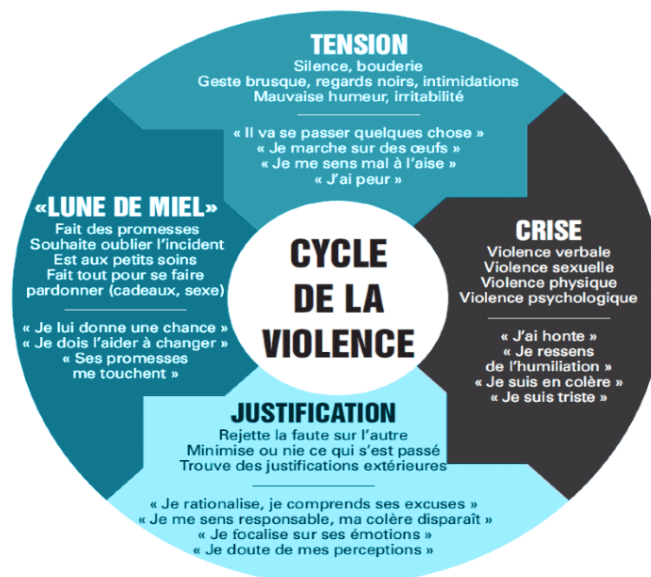 TENSION
Silence, bouderie
Geste brusque, regards noirs, intimidations
Mauvaise humeur, irritabilité
« Il va se passer quelques chose »
« Je marche sur des œufs »
« Je me sens mal à l'aise »
« J'ai peur »
CRISE
Violence verbale
Violence sexuelle
Violence physique
Violence psychologique
« J'ai honte »
« Je ressens
de l'humiliation »
« Je suis en colère »
« Je suis triste »
JUSTIFICATION
Rejette la faute sur l'autre
Minimise ou nie ce qui s'est passé
Trouve des justifications extérieures
« Je rationalise, je comprends ses excuses »
« Je me sens responsable, ma colère disparaît »
« Je focalise sur ses émotions »
« Je doute de mes perceptions »
«LUNE DE MIEL»
Fait des promesses
Souhaite oublier l'incident
Est aux petits soins
Fait tout pour se faire
pardonner (cadeaux, sexe)
« Je lui donne une chance »
« Je dois l'aider à changer »
« Ses promesses
me touchent »
CYCLE
DE LA
VIOLENCE